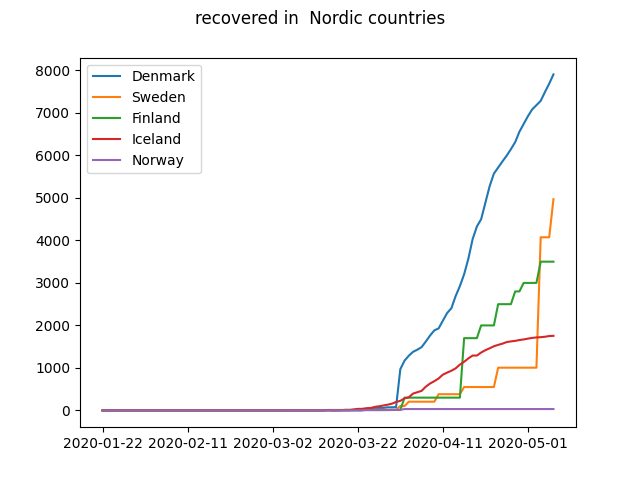 recovered in  Nordic countries
8000
7000
6000
5000
4000
3000
2000
1000
0
Denmark
Sweden
Finland
Iceland
Norway
2020-01-22 2020-02-11 2020-03-02 2020-03-22 2020-04-11 2020-05-01